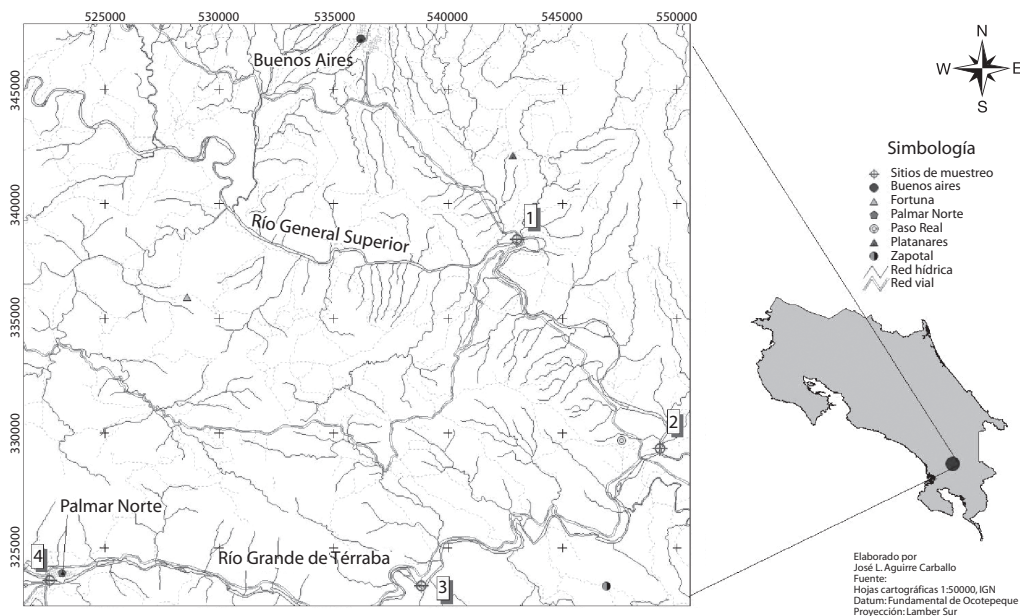 525000 530000 535000 540000 545000 550000
345000
340000
335000
330000
325000
Buenos Aires
Río General Superior
1
2
Palmar Norte
4
Río Grande de Térraba
3
N
W E
S
Simbología
Sitios de muestreo
Buenos aires
Fortuna
Palmar Norte
Paso Real
Platanares
Zapotal
Red hídrica
Red vial
Elaborado por
José L. Aguirre Carballo
Fuente:
Hojas cartográficas 1:50000, IGN
Datum: Fundamental de Ocotepeque
Proyección: Lamber Sur